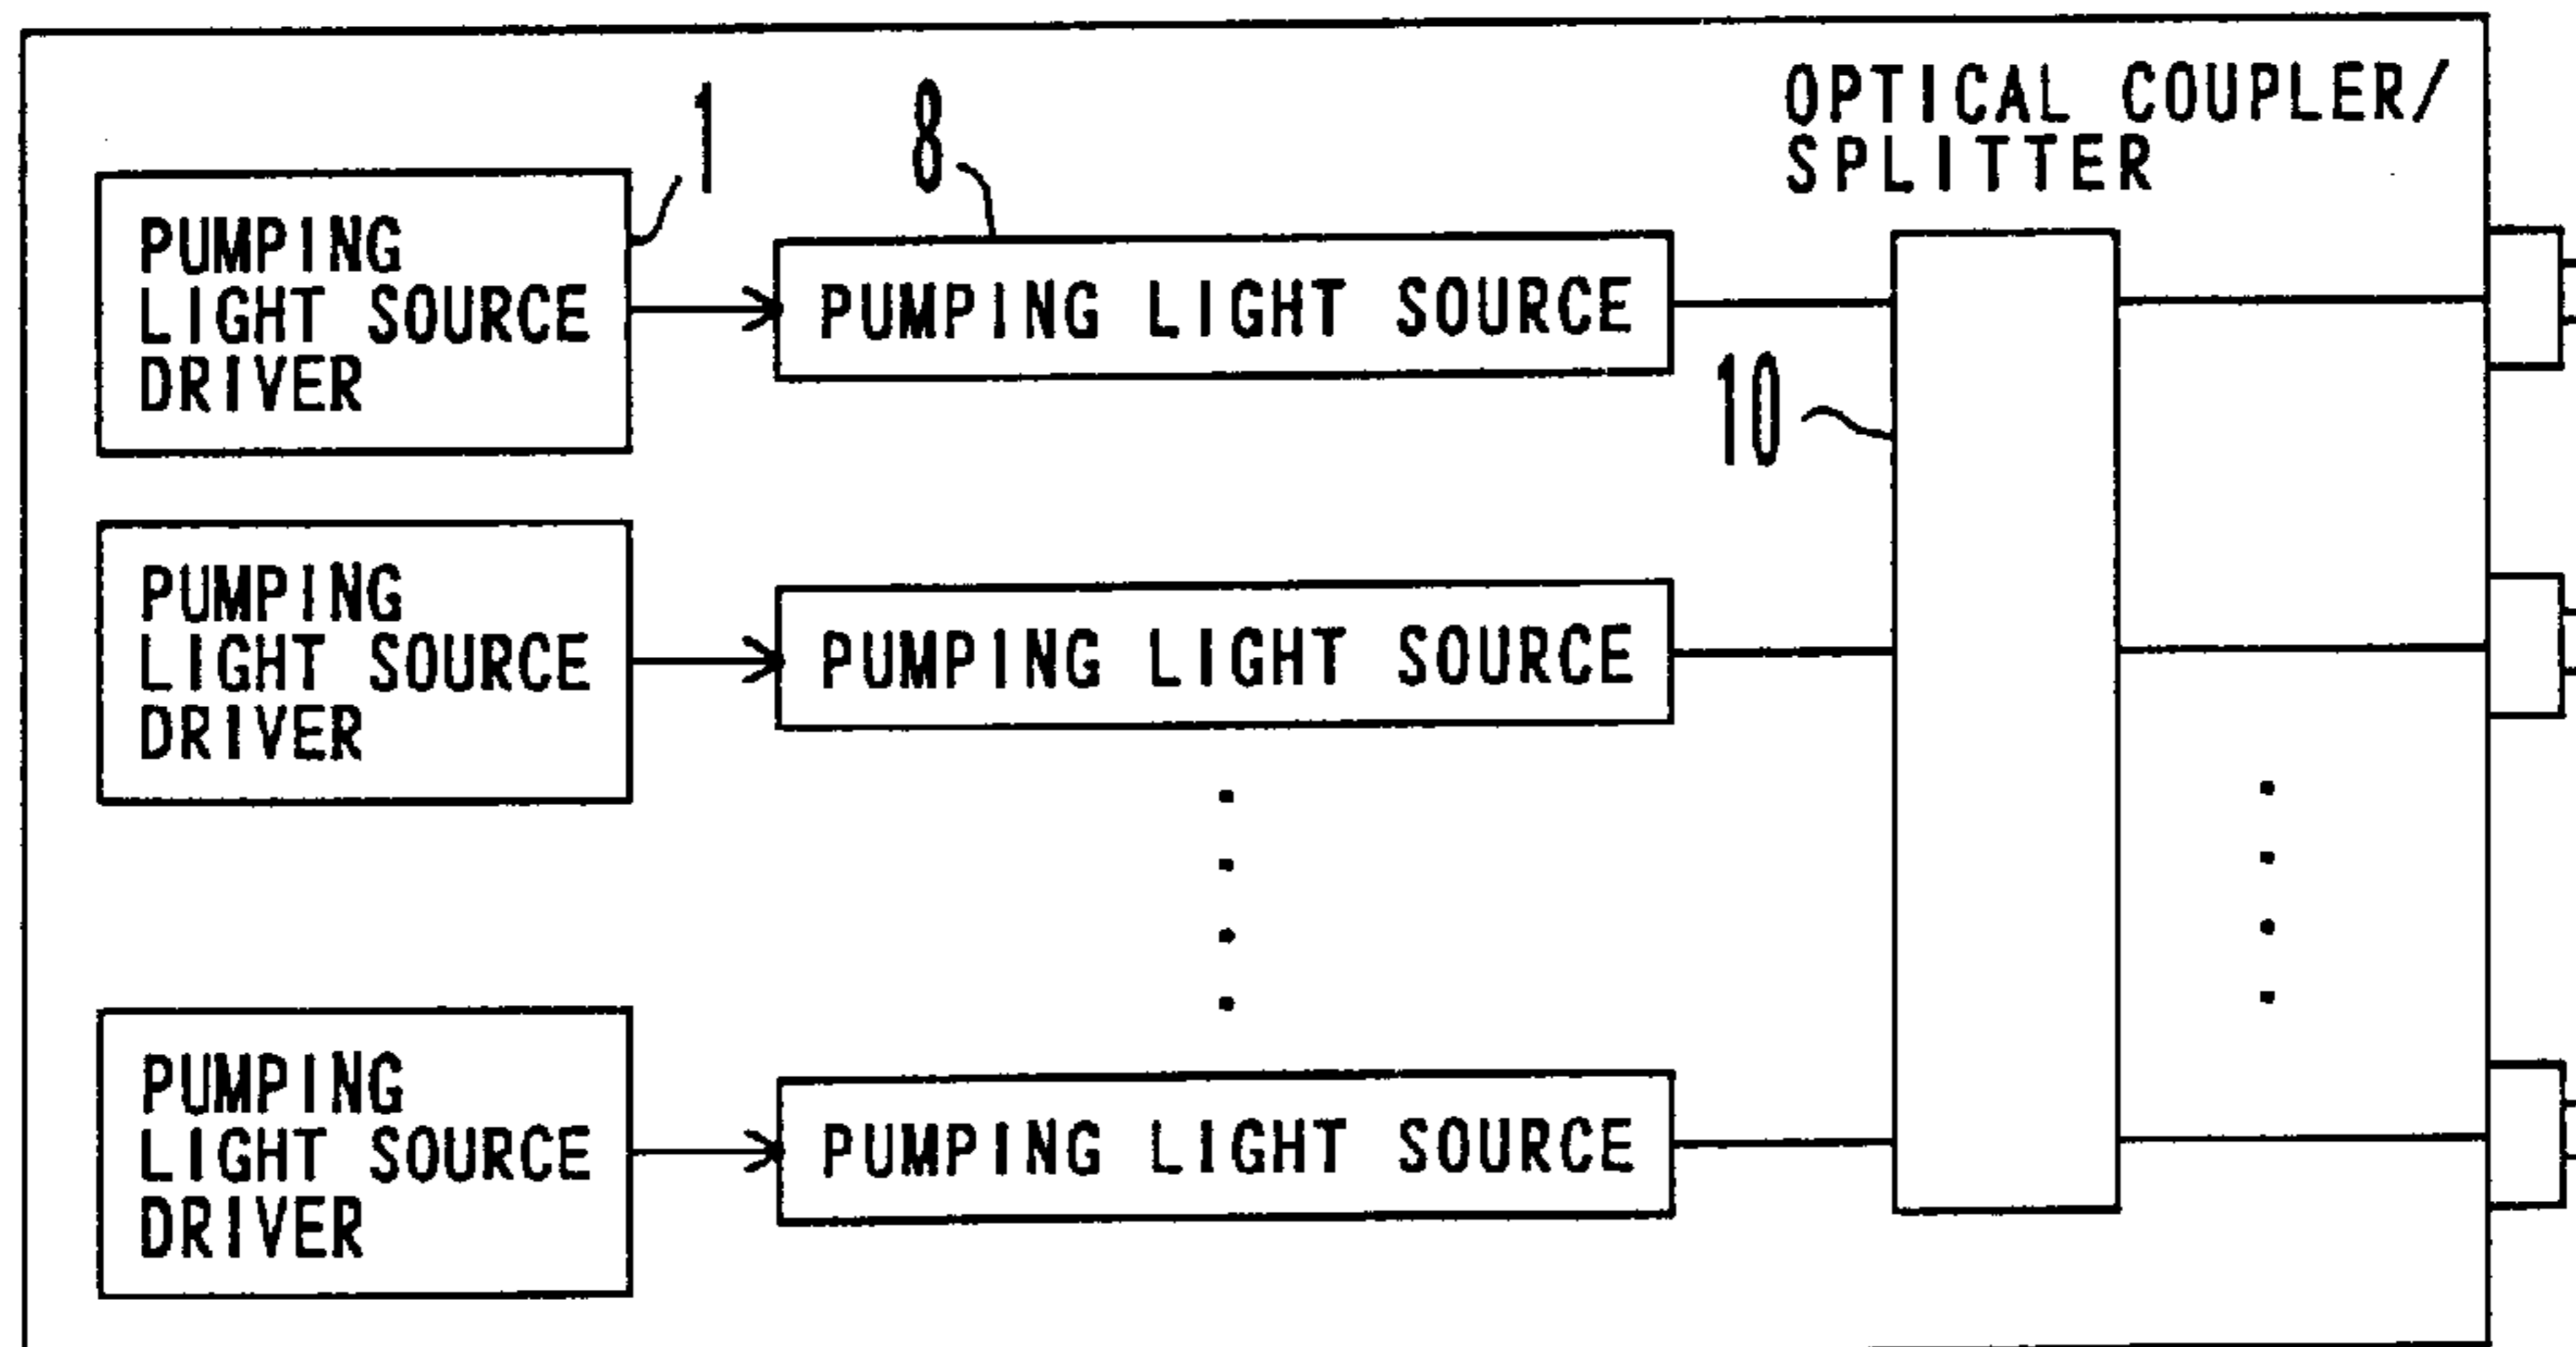 OPTICAL COUPLER/
SPLITTER
1
8
PUMPING
LIGHT SOURCE
DRIVER
PUMPING LIGHT SOURCE
10
PUMPING
LIGHT SOURCE
DRIVER
PUMPING LIGHT SOURCE
PUMPING
LIGHT SOURCE
DRIVER
PUMPING LIGHT SOURCE